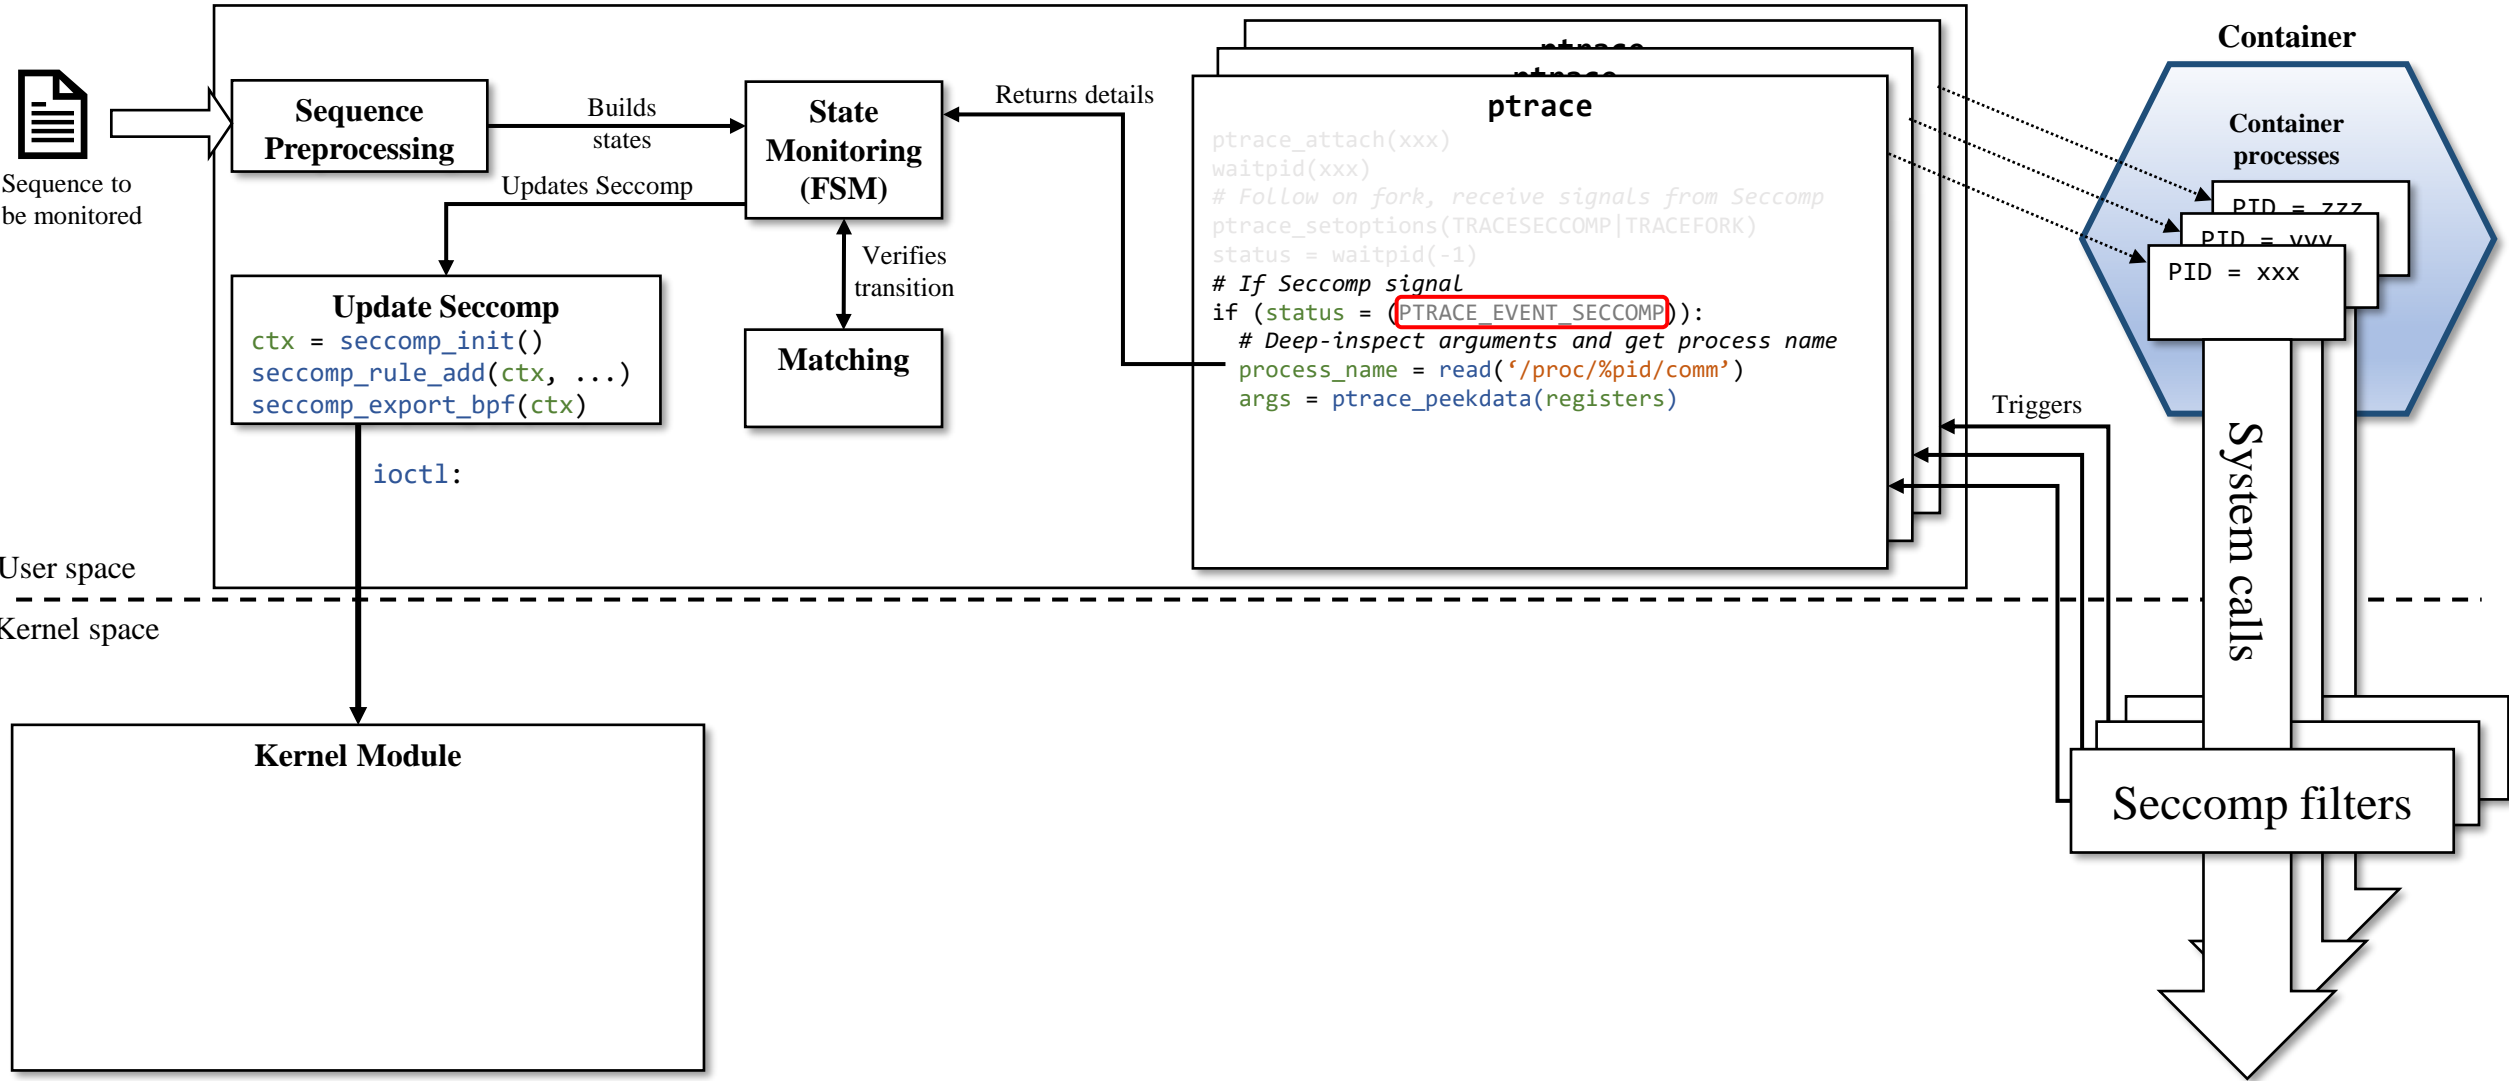 Sequence to
be monitored
Sequence
Preprocessing
Builds
states
Updates Seccomp
State
Monitoring
(FSM)
Returns details
Verifies
transition
Matching
Update Seccomp
ctx = seccomp_init()
seccomp_rule_add(ctx, ...)
seccomp_export_bpf(ctx)
ioctl:
ptrace
ptrace
ptrace
ptrace_attach(xxx)
waitpid(xxx)
# Follow on fork, receive signals from Seccomp
ptrace_setoptions(TRACESECCOMP|TRACEFORK)
status = waitpid(-1)
# If Seccomp signal
if (status = (PTRACE_EVENT_SECCOMP)):
# Deep-inspect arguments and get process name
process_name = read(‘/proc/%pid/comm’)
args = ptrace_peekdata(registers)
Container
Container
processes
PID = zzz
PID = yyy
PID = xxx
Triggers
System calls
User space
Kernel space
Kernel Module
Seccomp filters